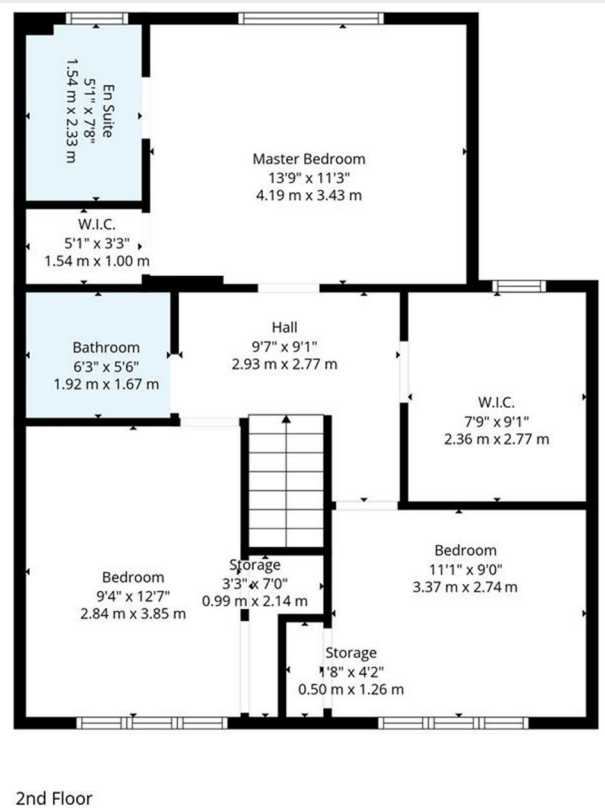 En Suite
5'1" x 7'8"
1.54 m x 2.33 m
Master Bedroom
13'9" x 11'3"
4.19 m x 3.43 m
W.I.C.
5'1" x 3'3"
1.54 m x 1.00 m
Bathroom
6'3" x 5'6"
1.92 m x 1.67 m
Hall
9'7" x 9'1"
2.93 m x 2.77 m
W.I.C.
7'9" x 9'1"
2.36 m x 2.77 m
Bedroom
9'4" x 12'7"
2.84 m x 3.85 m
Storage
3'3" x 7'0"
0.99 m x 2.14 m
Bedroom
11'1" x 9'0"
3.37 m x 2.74 m
Storage
1'8" x 4'2"
0.50 m x 1.26 m
2nd Floor